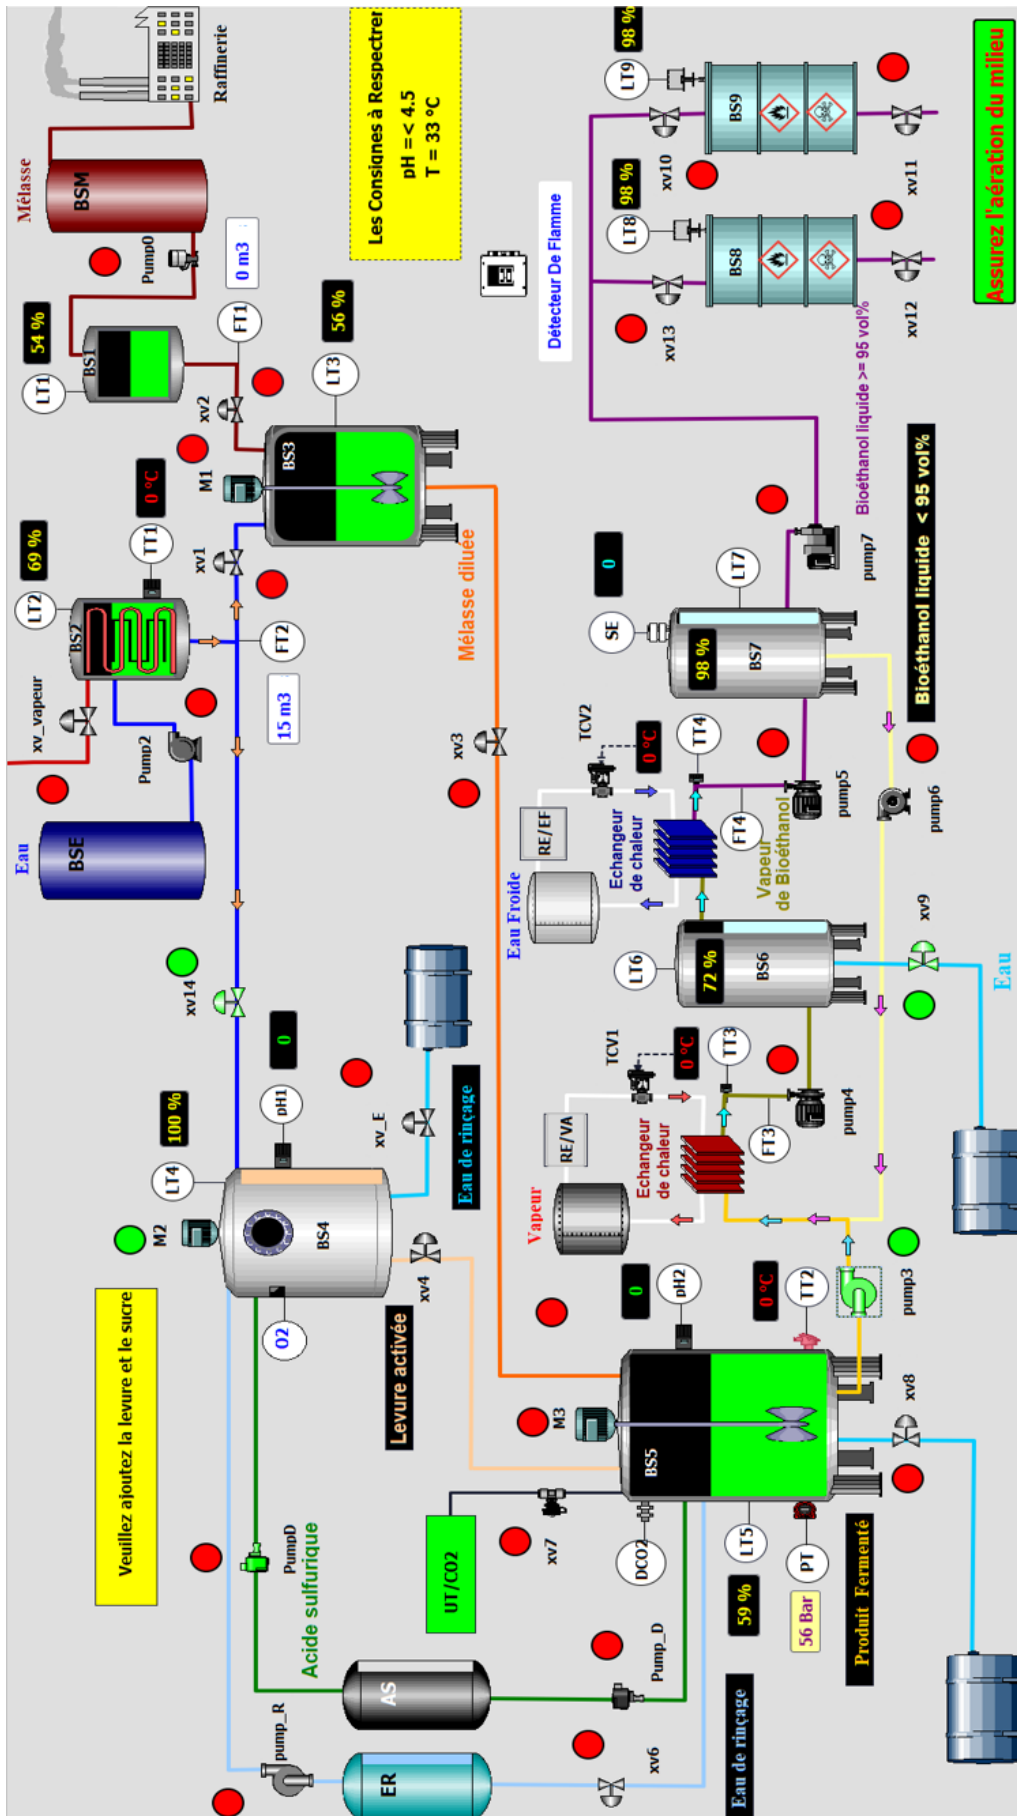 Veuillez ajoutez la levure et le sucre
Les Consignes à Respectrer
pH =< 4.5
T = 33 °C
Raffinerie
Mélasse
BSM
Pump0
54 %
LT1
BS1
0 m3
FT1
xv2
56 %
LT3
BS3
M1
xv1
69 %
LT2
BS2
0 °C
TT1
FT2
15 m3
xv_vapeur
Pump2
Eau
BSE
Mélasse diluée
xv3
xv14
100 %
LT4
0
pH1
M2
BS4
O2
xv_E
Eau de rinçage
xv4
Levure activée
PumpD
Acide sulfurique
AS
pump_R
ER
Pump_D
xv6
Eau de rinçage
UT/CO2
xv7
DCO2
M3
BS5
LT5
59 %
PT
56 Bar
Produit Fermenté
xv8
0
pH2
0 °C
TT2
pump3
Vapeur
RE/VA
TCV1
0 °C
Echangeur
de chaleur
TT3
FT3
pump4
LT6
72 %
BS6
xv9
Eau
Eau Froide
RE/EF
TCV2
0 °C
Echangeur
de chaleur
TT4
FT4
Vapeur
de Bioéthanol
pump5
pump6
Bioéthanol liquide < 95 vol%
SE
0
98 %
BS7
LT7
pump7
Bioéthanol liquide >= 95 vol%
Détecteur De Flamme
98 %
LT8
BS8
xv13
xv12
98 %
LT9
BS9
xv10
xv11
Assurez l'aération du milieu